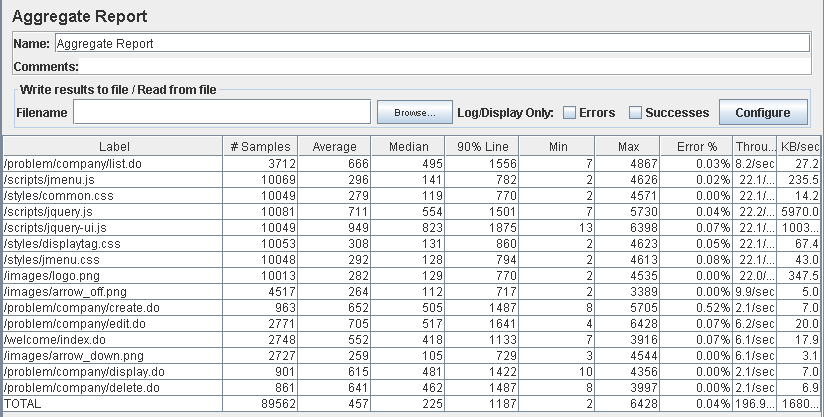 Aggregate Report
Name: Aggregate Report
Comments:
Write results to file / Read from file
Filename Browse... Log/Display Only: Errors Successes Configure
Label # Samples Average Median 90% Line Min Max Error % Throu... KB/sec
/problem/company/list.do 3712 666 495 1556 7 4867 0.03% 8.2/sec 27.2
/scripts/jmenu.js 10069 296 141 782 2 4626 0.02% 22.1/... 235.5
/styles/common.css 10049 279 119 770 2 4571 0.00% 22.1/... 14.2
/scripts/jquery.js 10081 711 554 1501 7 5730 0.04% 22.2/... 5970.0
/scripts/jquery-ui.js 10049 949 823 1875 13 6398 0.07% 22.1/... 1003...
/styles/displaytag.css 10053 308 131 860 2 4623 0.05% 22.1/... 67.4
/styles/jmenu.css 10048 292 128 794 2 4613 0.08% 22.1/... 43.0
/images/logo.png 10013 282 129 770 2 4535 0.00% 22.0/... 347.5
/images/arrow_off.png 4517 264 112 717 2 3389 0.00% 9.9/sec 5.0
/problem/company/create.do 963 652 505 1487 8 5705 0.52% 2.1/sec 7.0
/problem/company/edit.do 2771 705 517 1641 4 6428 0.07% 6.2/sec 20.0
/welcome/index.do 2748 552 418 1133 7 3916 0.07% 6.1/sec 17.9
/images/arrow_down.png 2727 259 105 729 3 4544 0.00% 6.1/sec 3.1
/problem/company/display.do 901 615 481 1422 10 4356 0.00% 2.1/sec 7.0
/problem/company/delete.do 861 641 462 1487 8 3997 0.00% 2.0/sec 6.9
TOTAL 89562 457 225 1187 2 6428 0.04% 196.9... 1680...